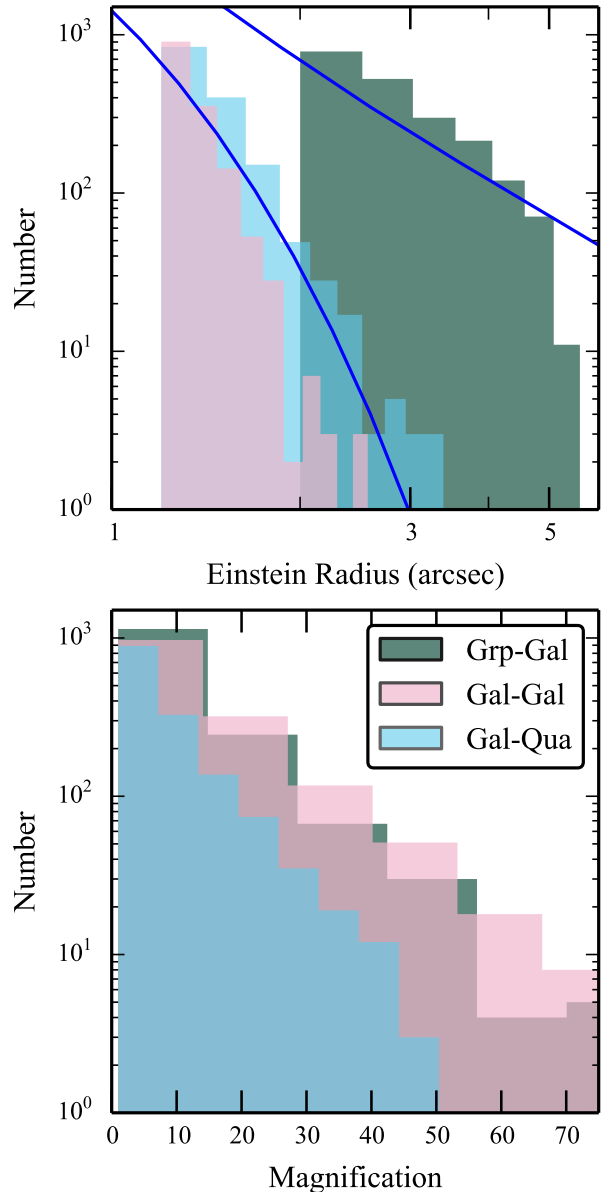 10³
10²
10¹
10⁰
Number
1
3
5
Einstein Radius (arcsec)
10³
10²
10¹
10⁰
Number
Grp-Gal
Gal-Gal
Gal-Qua
0 10 20 30 40 50 60 70
Magnification